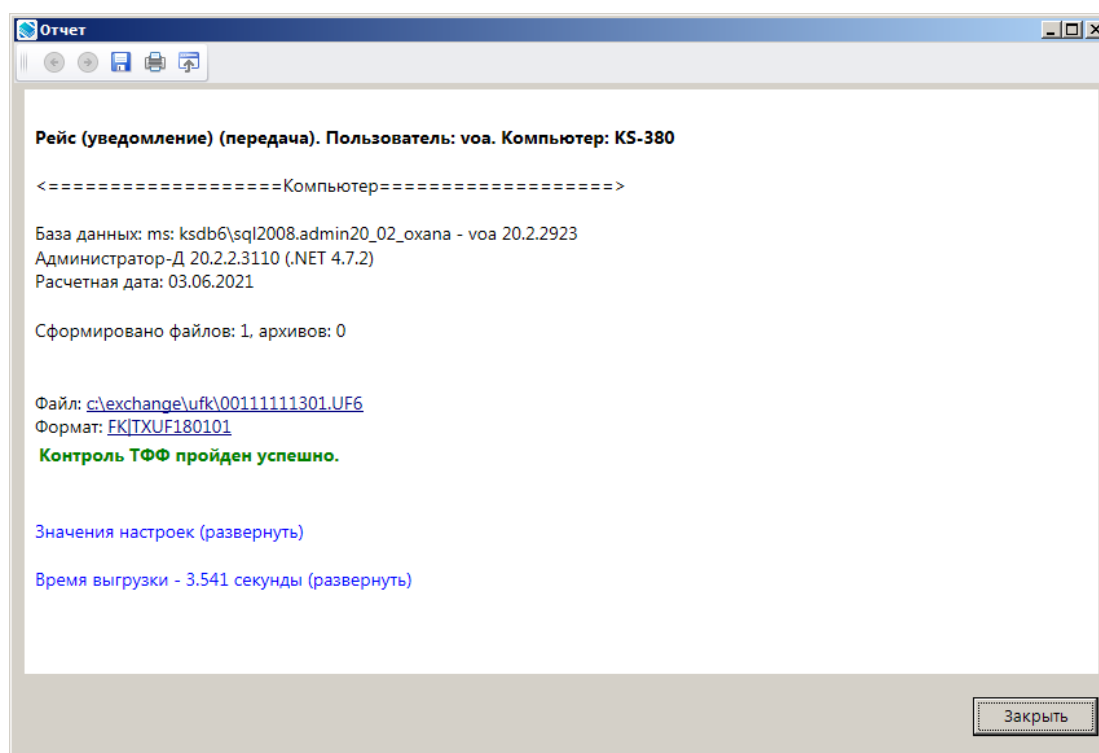 Отчет
Рейс (уведомление) (передача). Пользователь: voa. Компьютер: KS-380
<===================Компьютер===================>
База данных: ms: ksdb6\sql2008.admin20_02_oxana - voa 20.2.2923
Администратор-Д 20.2.2.3110 (.NET 4.7.2)
Расчетная дата: 03.06.2021
Сформировано файлов: 1, архивов: 0
Файл: c:\exchange\ufk\00111111301.UF6
Формат: FK|TXUF180101
Контроль ТФФ пройден успешно.
Значения настроек (развернуть)
Время выгрузки - 3.541 секунды (развернуть)
Закрыть